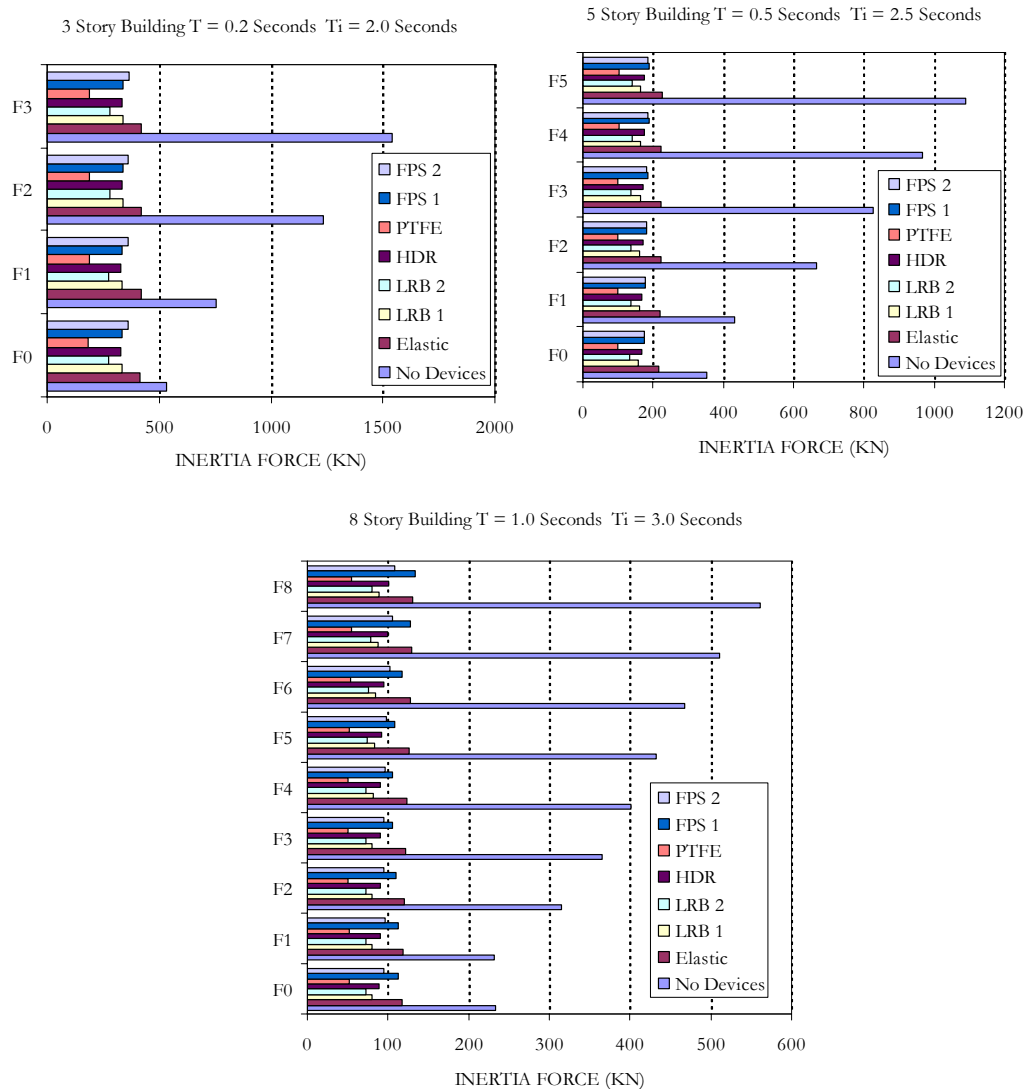 3 Story Building T = 0.2 Seconds Ti = 2.0 Seconds
F3
F2
F1
F0
0 500 1000 1500 2000
INERTIA FORCE (KN)
FPS 2
FPS 1
PTFE
HDR
LRB 2
LRB 1
Elastic
No Devices
5 Story Building T = 0.5 Seconds Ti = 2.5 Seconds
F5
F4
F3
F2
F1
F0
0 200 400 600 800 1000 1200
INERTIA FORCE (KN)
FPS 2
FPS 1
PTFE
HDR
LRB 2
LRB 1
Elastic
No Devices
8 Story Building T = 1.0 Seconds Ti = 3.0 Seconds
F8
F7
F6
F5
F4
F3
F2
F1
F0
0 100 200 300 400 500 600
INERTIA FORCE (KN)
FPS 2
FPS 1
PTFE
HDR
LRB 2
LRB 1
Elastic
No Devices